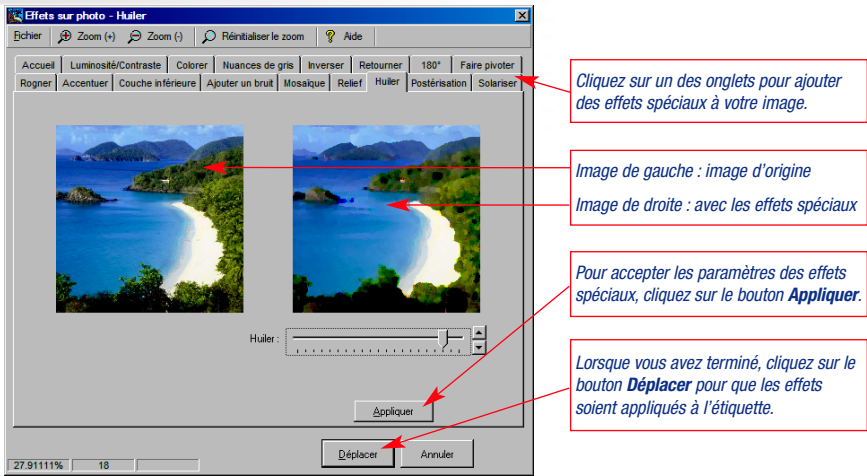 Effets sur photo - Huiler
Fichier Zoom (+) Zoom (-) Réinitialiser le zoom Aide
Accueil Luminosité/Contraste Colorer Nuances de gris Inverser Retourner 180° Faire pivoter
Rogner Accentuer Couche inférieure Ajouter un bruit Mosaïque Relief Huiler Postérisation Solariser
Cliquez sur un des onglets pour ajouter
des effets spéciaux à votre image.
Image de gauche : image d'origine
Image de droite : avec les effets spéciaux
Pour accepter les paramètres des effets
spéciaux, cliquez sur le bouton Appliquer.
Huiler :
Lorsque vous avez terminé, cliquez sur le
bouton Déplacer pour que les effets
soient appliqués à l'étiquette.
Appliquer
Déplacer Annuler
27.91111% 18